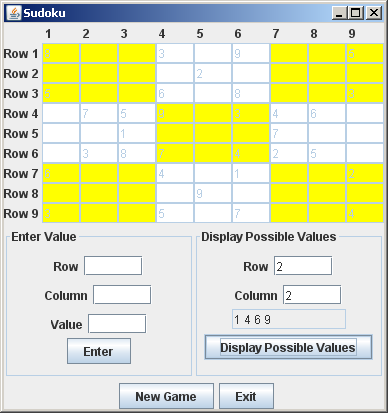 Sudoku
1 2 3 4 5 6 7 8 9
Row 1 8 3 9 5
Row 2 2
Row 3 5 6 8 3
Row 4 7 5 9 3 4 6
Row 5 1 7
Row 6 3 8 7 4 2 5
Row 7 6 4 1 2
Row 8 9
Row 9 3 5 7 4
Enter Value
Row
Column
Value
Enter
Display Possible Values
Row 2
Column 2
1 4 6 9
Display Possible Values
New Game Exit